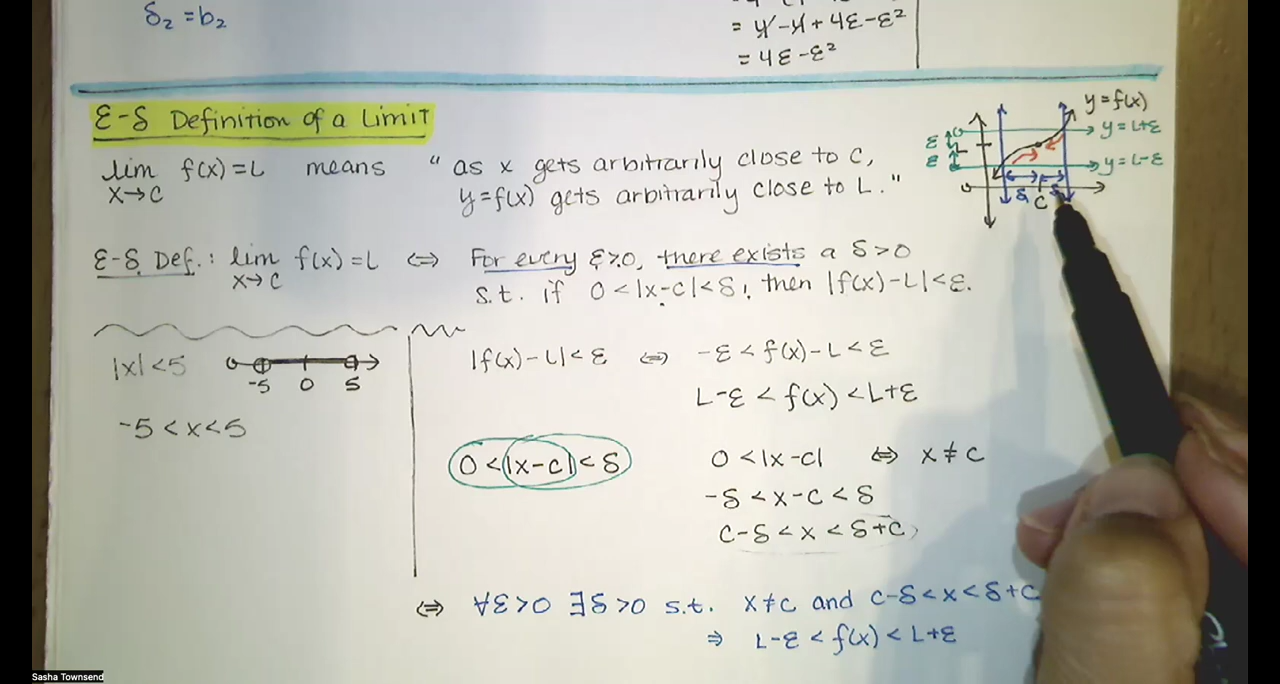 δ₂ = b₂
= 4 - 4 + 4ε - ε²
= 4ε - ε²
ε-δ Definition of a Limit
lim f(x) = L means " as x gets arbitrarily close to c,
x→c
y = f(x) gets arbitrarily close to L. "
y = f(x)
y = L+ε
y = L-ε
ε
ε
L
δ
c
δ
ε-δ Def.: lim f(x) = L ⇔ For every ε>0, there exists a δ>0
x→c
s.t. if 0 < |x-c| < δ, then |f(x) - L| < ε.
|x| < 5
-5 0 5
-5 < x < 5
|f(x) - L| < ε ⇔ -ε < f(x) - L < ε
L-ε < f(x) < L+ε
0 < |x-c| < δ
0 < |x-c| ⇔ x ≠ c
-δ < x-c < δ
c-δ < x < δ+c
⇔ ∀ε>0 ∃δ>0 s.t. x≠c and c-δ < x < δ+c
⇒ L-ε < f(x) < L+ε
Sasha Townsend